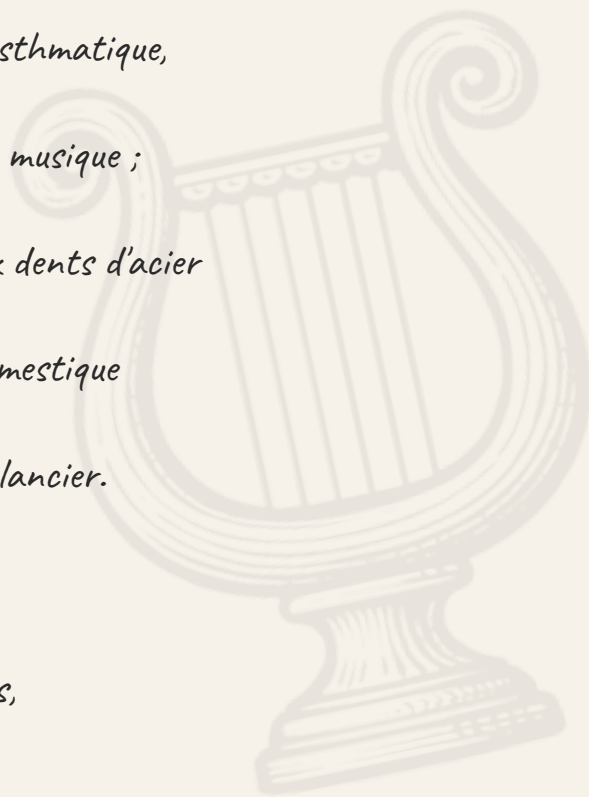 sthmatique,
musique ;
dents d'acier
mestique
lancier.
s,